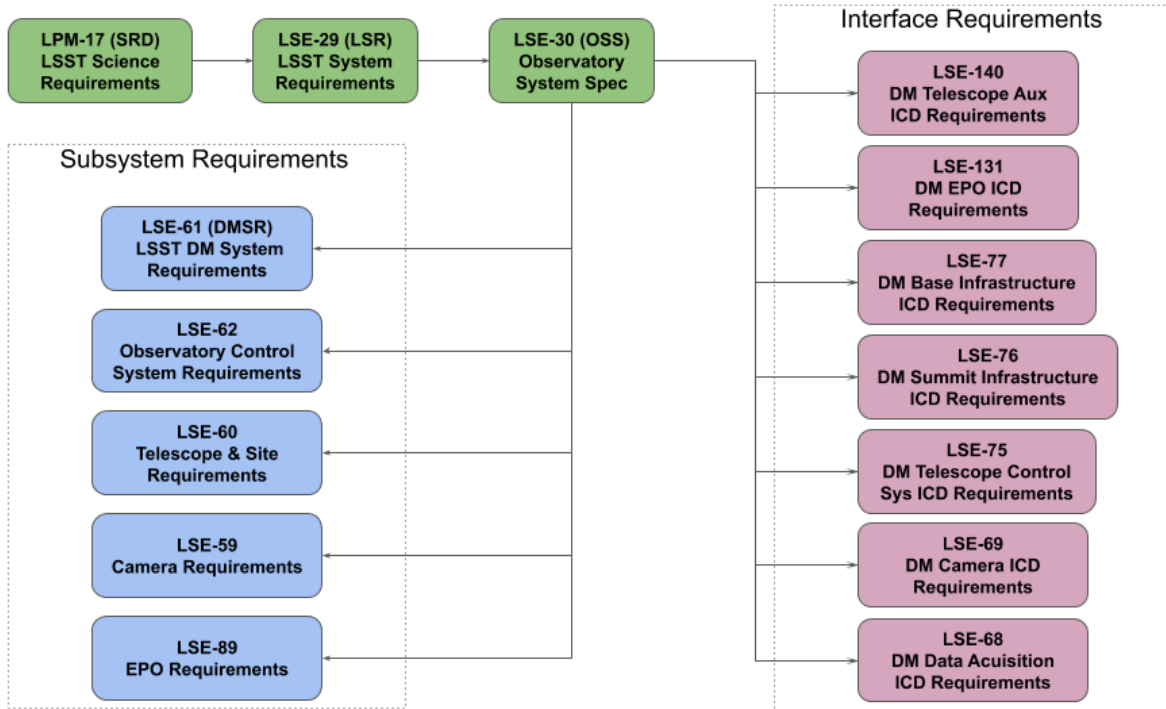 LPM-17 (SRD)
LSST Science
Requirements
LSE-29 (LSR)
LSST System
Requirements
LSE-30 (OSS)
Observatory
System Spec
Subsystem Requirements
LSE-61 (DMSR)
LSST DM System
Requirements
LSE-62
Observatory Control
System Requirements
LSE-60
Telescope & Site
Requirements
LSE-59
Camera Requirements
LSE-89
EPO Requirements
Interface Requirements
LSE-140
DM Telescope Aux
ICD Requirements
LSE-131
DM EPO ICD
Requirements
LSE-77
DM Base Infrastructure
ICD Requirements
LSE-76
DM Summit Infrastructure
ICD Requirements
LSE-75
DM Telescope Control
Sys ICD Requirements
LSE-69
DM Camera ICD
Requirements
LSE-68
DM Data Acuisition
ICD Requirements